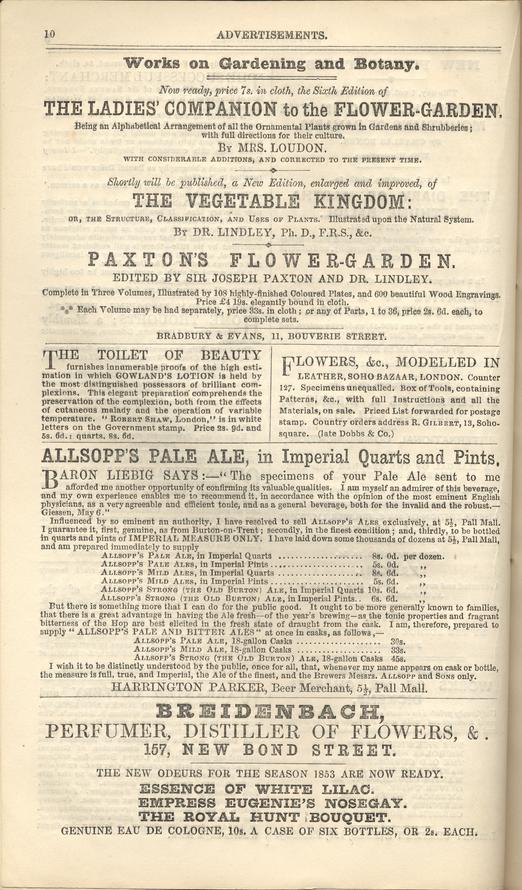 10
ADVERTISEMENTS.
Works on Gardening and Botany.
Now ready, price 7s. in cloth, the Sixth Edition of
THE LADIES' COMPANION to the FLOWER-GARDEN.
Being an Alphabetical Arrangement of all the Ornamental Plants grown in Gardens and Shrubberies;
with full directions for their culture.
By MRS. LOUDON.
WITH CONSIDERABLE ADDITIONS, AND CORRECTED TO THE PRESENT TIME.
Shortly will be published, a New Edition, enlarged and improved, of
THE VEGETABLE KINGDOM:
OR, THE STRUCTURE, CLASSIFICATION, AND USES OF PLANTS. Illustrated upon the Natural System.
By DR. LINDLEY, Ph. D., F.R.S., &c.
PAXTON'S FLOWER-GARDEN.
EDITED BY SIR JOSEPH PAXTON AND DR. LINDLEY.
Complete in Three Volumes, Illustrated by 108 highly-finished Coloured Plates, and 600 beautiful Wood Engravings.
Price £4 19s. elegantly bound in cloth.
*** Each Volume may be had separately, price 33s. in cloth; or any of Parts, 1 to 36, price 2s. 6d. each, to
complete sets.
BRADBURY & EVANS, 11, BOUVERIE STREET.
THE TOILET OF BEAUTY
furnishes innumerable proofs of the high esti-
mation in which GOWLAND'S LOTION is held by
the most distinguished possessors of brilliant com-
plexions. This elegant preparation comprehends the
preservation of the complexion, both from the effects
of cutaneous malady and the operation of variable
temperature. "ROBERT SHAW, London," is in white
letters on the Government stamp. Price 2s. 9d. and
5s. 6d.; quarts, 8s. 6d.
FLOWERS, &c., MODELLED IN
LEATHER, SOHO BAZAAR, LONDON. Counter
127. Specimens unequalled. Box of Tools, containing
Patterns, &c., with full Instructions and all the
Materials, on sale. Priced List forwarded for postage
stamp. Country orders address R. GILBERT, 13, Soho-
square. (late Dobbs & Co.)
ALLSOPP'S PALE ALE, in Imperial Quarts and Pints.
BARON LIEBIG SAYS:—"The specimens of your Pale Ale sent to me
afforded me another opportunity of confirming its valuable qualities. I am myself an admirer of this beverage,
and my own experience enables me to recommend it, in accordance with the opinion of the most eminent English
physicians, as a very agreeable and efficient tonic, and as a general beverage, both for the invalid and the robust.—
Giessen, May 6."
Influenced by so eminent an authority, I have resolved to sell ALLSOPP'S ALES exclusively, at 5½, Pall Mall.
I guarantee it, first, genuine, as from Burton-on-Trent; secondly, in the finest condition; and, thirdly, to be bottled
in quarts and pints of IMPERIAL MEASURE ONLY. I have laid down some thousands of dozens at 5½, Pall Mall,
and am prepared immediately to supply
ALLSOPP'S PALE ALE, in Imperial Quarts ........................ 8s. 0d. per dozen.
ALLSOPP'S PALE ALE, in Imperial Pints ........................ 5s. 0d. "
ALLSOPP'S MILD ALE, in Imperial Quarts ........................ 8s. 6d. "
ALLSOPP'S MILD ALE, in Imperial Pints ........................ 5s. 6d. "
ALLSOPP'S STRONG (THE OLD BURTON) ALE, in Imperial Quarts 10s. 6d. "
ALLSOPP'S STRONG (THE OLD BURTON) ALE, in Imperial Pints .. 6s. 6d. "
But there is something more that I can do for the public good. It ought to be more generally known to families,
that there is a great advantage in having the Ale fresh—of the year's brewing—as the tonic properties and fragrant
bitterness of the Hop are best elicited in the fresh state of draught from the cask. I am, therefore, prepared to
supply "ALLSOPP'S PALE AND BITTER ALES" at once in casks, as follows,—
ALLSOPP'S PALE ALE, 18-gallon Casks ........................ 30s.
ALLSOPP'S MILD ALE, 18-gallon Casks ........................ 33s.
ALLSOPP'S STRONG (THE OLD BURTON) ALE, 18-gallon Casks 45s.
I wish it to be distinctly understood by the public, once for all, that, whenever my name appears on cask or bottle,
the measure is full, true, and Imperial, the Ale of the finest, and the Brewers Messrs. ALLSOPP and SONS only.
HARRINGTON PARKER, Beer Merchant, 5½, Pall Mall.
BREIDENBACH,
PERFUMER, DISTILLER OF FLOWERS, & .
157, NEW BOND STREET.
THE NEW ODEURS FOR THE SEASON 1853 ARE NOW READY.
ESSENCE OF WHITE LILAC.
EMPRESS EUGENIE'S NOSEGAY.
THE ROYAL HUNT BOUQUET.
GENUINE EAU DE COLOGNE, 10s. A CASE OF SIX BOTTLES, OR 2s. EACH.